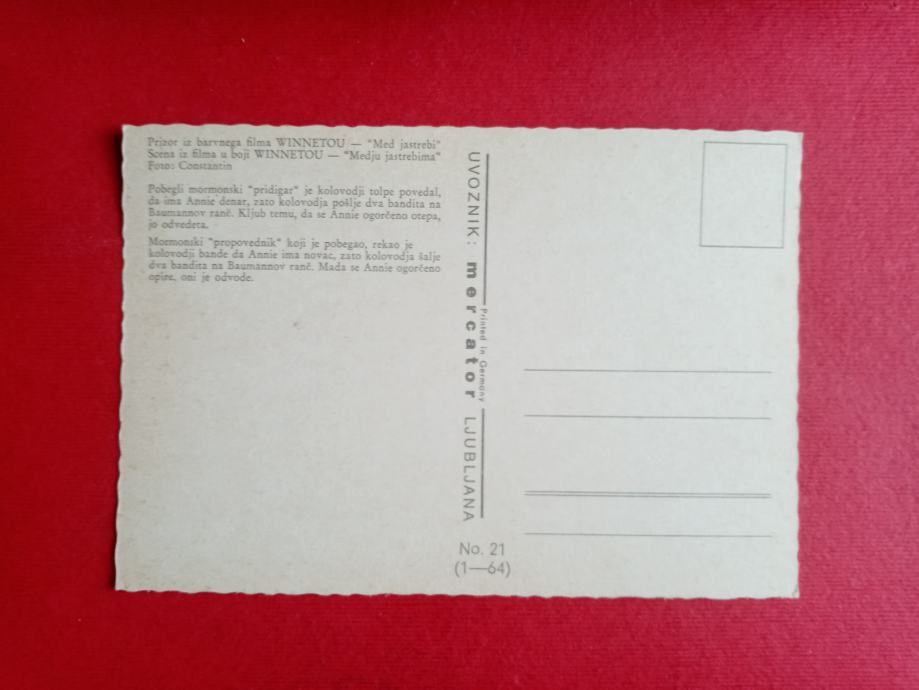 Prizor iz barvnega filma WINNETOU — "Med jastrebi"
Scena iz filma u boji WINNETOU — "Medju jastrebima"
Foto: Constantin
Pobegli mormonski "pridigar" je kolovodji tolpe povedal,
da ima Annie denar, zato kolovodja pošlje dva bandita na
Baumannov ranč. Kljub temu, da se Annie ogorčeno otepa,
jo odvedeta.
Mormonski "propovednik" koji je pobegao, rekao je
kolovodji bande da Annie ima novac, zato kolovodja šalje
dva bandita na Baumannov ranč. Mada se Annie ogorčeno
opire, oni je odvode.
UVOZNIK: mercator LJUBLJANA
Printed in Germany
No. 21
(1—64)